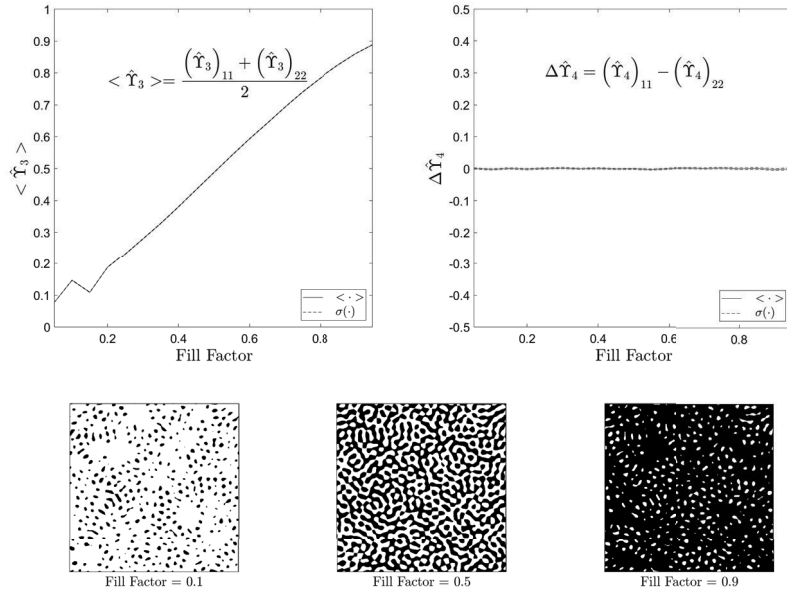 1
0.9
0.8
0.7
0.6
0.5
0.4
0.3
0.2
0.1
0
< Υ̂₃ >
< Υ̂₃ >= ((Υ̂₃)₁₁ + (Υ̂₃)₂₂) / 2
< · >
σ(·)
0.2 0.4 0.6 0.8
Fill Factor
0.5
0.4
0.3
0.2
0.1
0
-0.1
-0.2
-0.3
-0.4
-0.5
ΔΥ̂₄
ΔΥ̂₄ = (Υ̂₄)₁₁ − (Υ̂₄)₂₂
< · >
σ(·)
0.2 0.4 0.6 0.8
Fill Factor
Fill Factor = 0.1
Fill Factor = 0.5
Fill Factor = 0.9